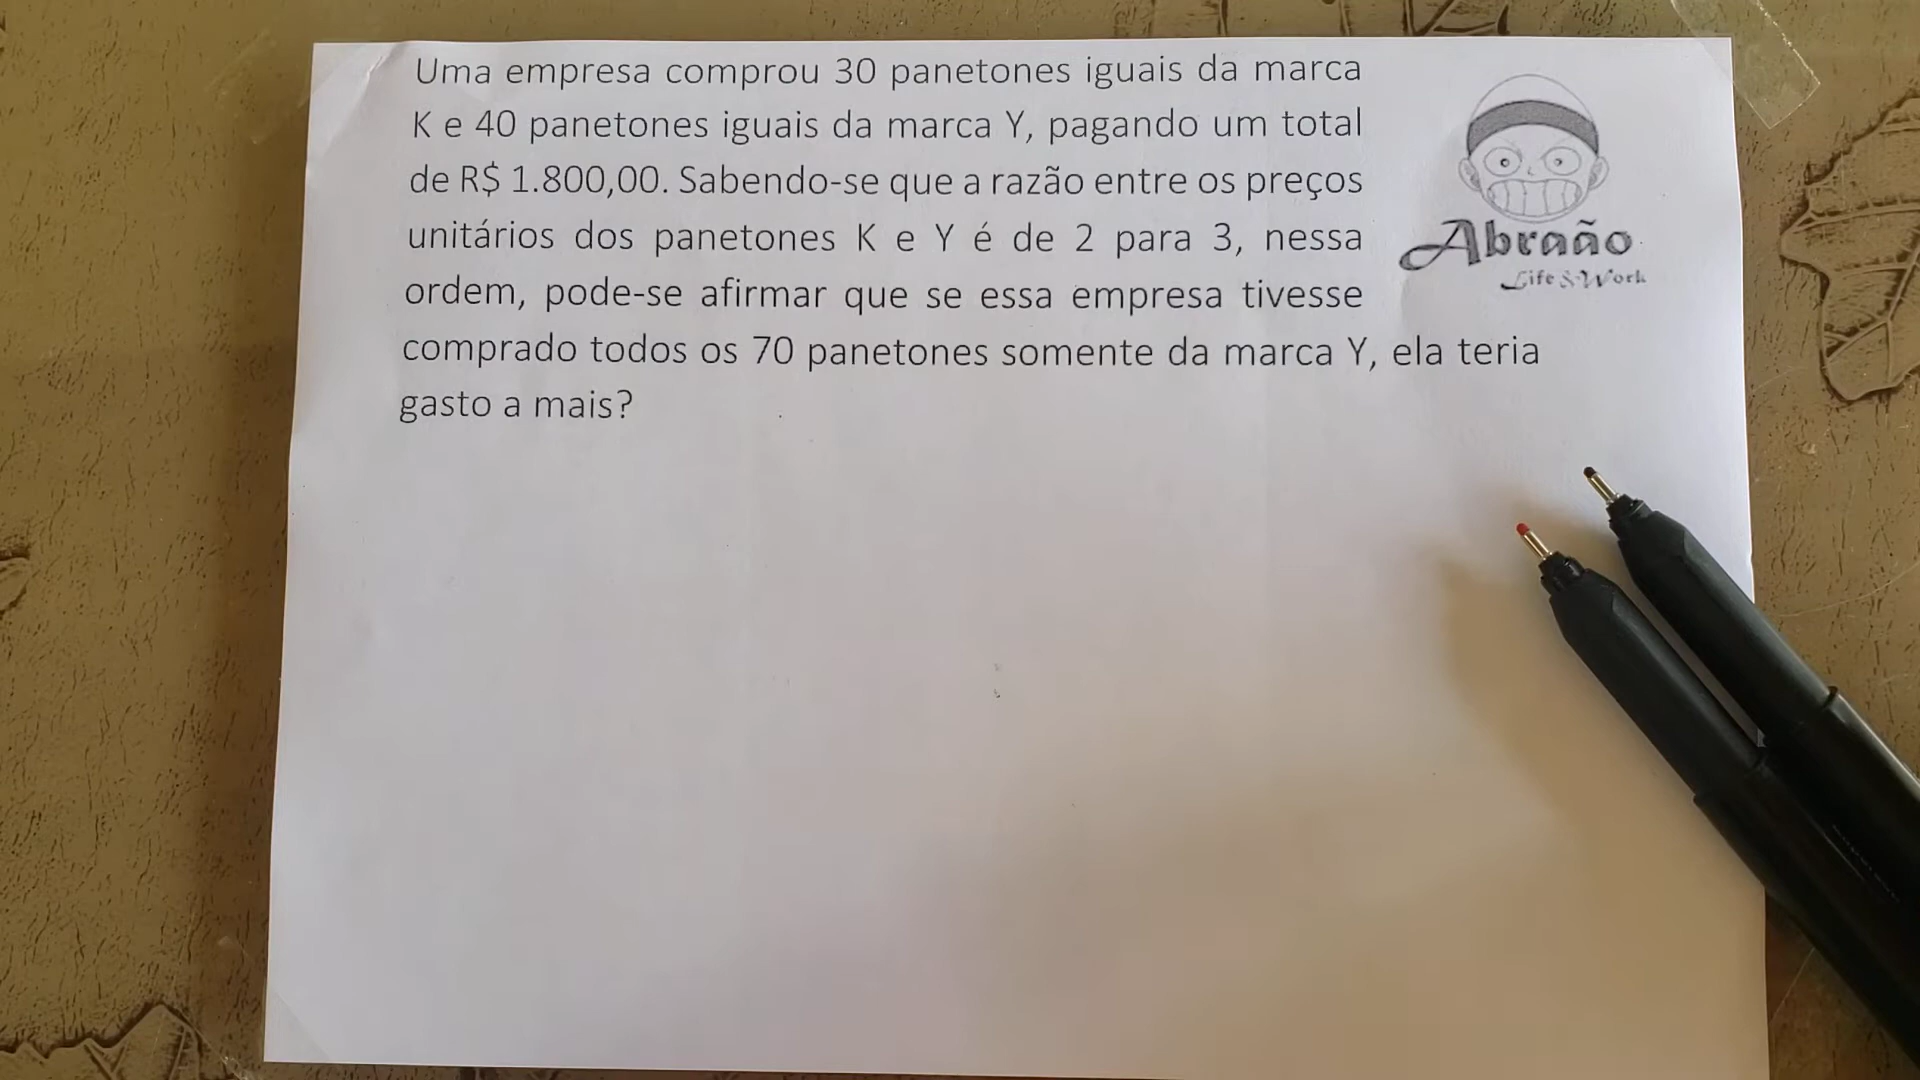 Uma empresa comprou 30 panetones iguais da marca
K e 40 panetones iguais da marca Y, pagando um total
de R$ 1.800,00. Sabendo-se que a razão entre os preços
unitários dos panetones K e Y é de 2 para 3, nessa
ordem, pode-se afirmar que se essa empresa tivesse
comprado todos os 70 panetones somente da marca Y, ela teria
gasto a mais?
Abraão
Life & Work